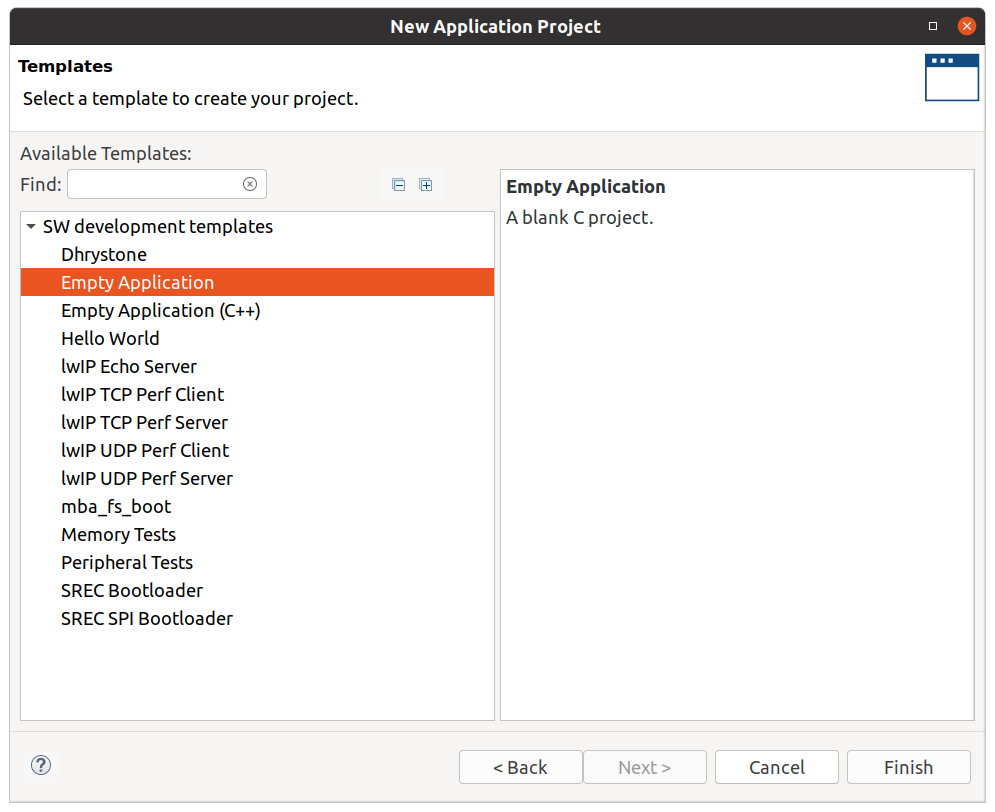 New Application Project
Templates
Select a template to create your project.
Available Templates:
Find:
SW development templates
Dhrystone
Empty Application
Empty Application (C++)
Hello World
lwIP Echo Server
lwIP TCP Perf Client
lwIP TCP Perf Server
lwIP UDP Perf Client
lwIP UDP Perf Server
mba_fs_boot
Memory Tests
Peripheral Tests
SREC Bootloader
SREC SPI Bootloader
Empty Application
A blank C project.
?
< Back
Next >
Cancel
Finish